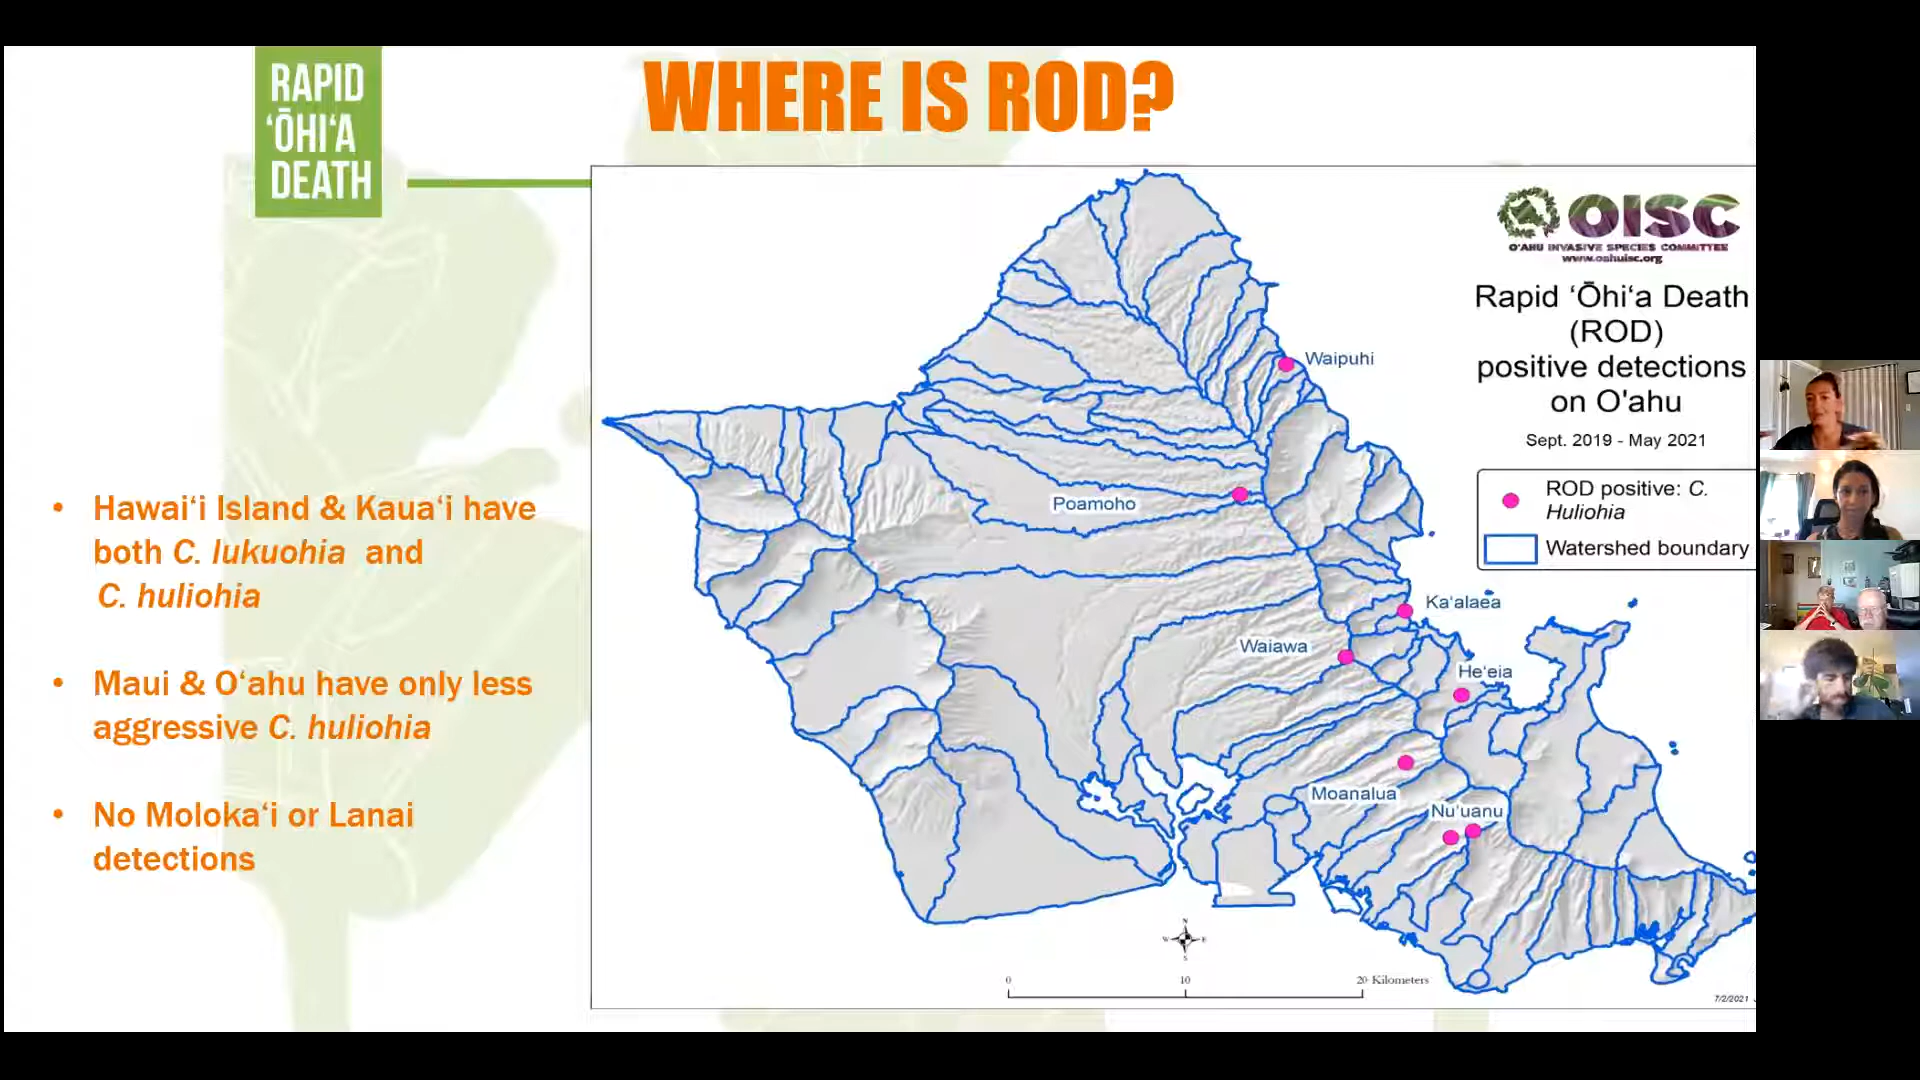 RAPID
ʻŌHIʻA
DEATH
WHERE IS ROD?
• Hawaiʻi Island & Kauaʻi have
both C. lukuohia and
C. huliohia
• Maui & Oʻahu have only less
aggressive C. huliohia
• No Molokaʻi or Lanai
detections
OISC
O'AHU INVASIVE SPECIES COMMITTEE
www.oahuisc.org
Rapid ʻŌhiʻa Death
(ROD)
positive detections
on O'ahu
Sept. 2019 - May 2021
ROD positive: C.
Huliohia
Watershed boundary
Waipuhi
Poamoho
Kaʻalaea
Waiawa
Heʻeia
Moanalua
Nuʻuanu
N
W E
S
0 10 20 Kilometers
7/2/2021